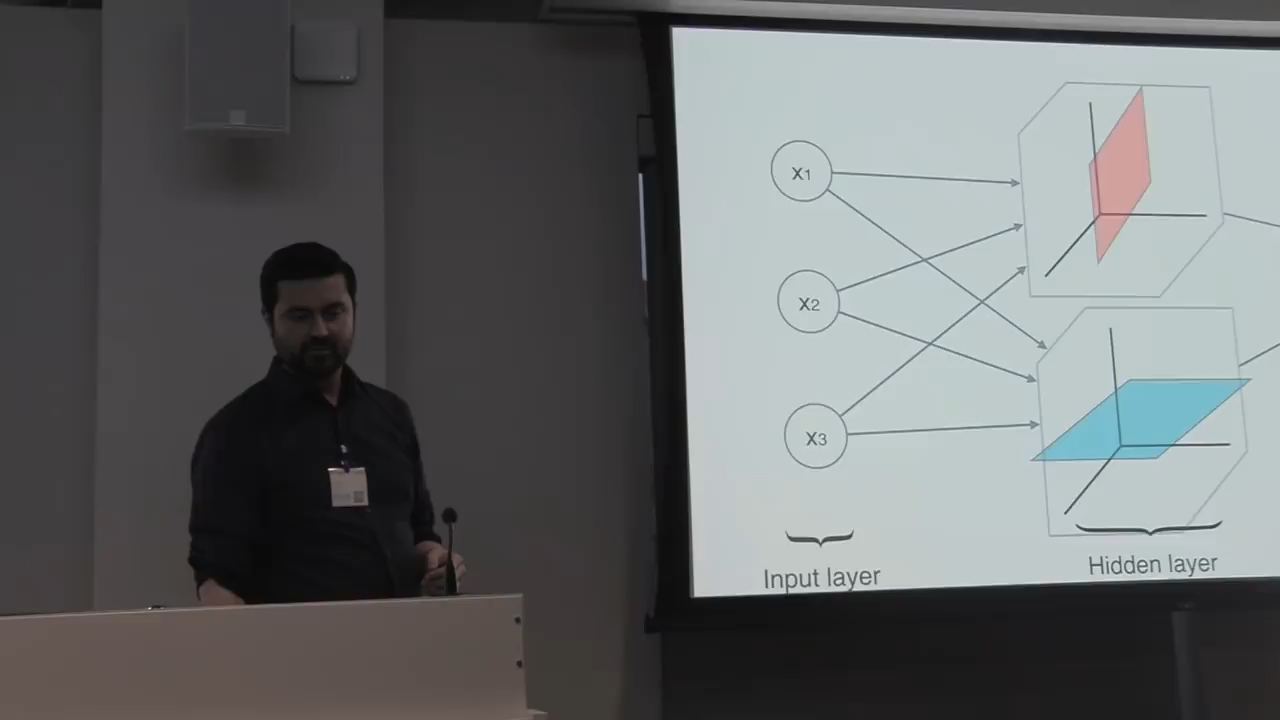 x1
x2
x3
Input layer
Hidden layer